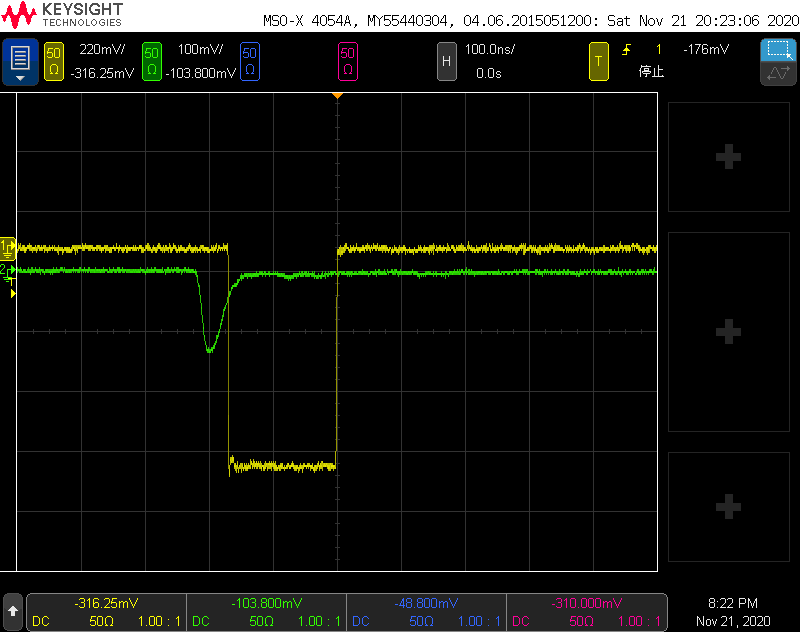 KEYSIGHT
TECHNOLOGIES
MSO-X 4054A, MY55440304, 04.06.2015051200: Sat Nov 21 20:23:06 2020
50 Ω 220mV/ 50 Ω 100mV/ 50 Ω 50 Ω H 100.0ns/ T 1 -176mV
-316.25mV -103.800mV 0.0s 停止
1
2
-316.25mV -103.800mV -48.800mV -310.000mV 8:22 PM
DC 50Ω 1.00 : 1 DC 50Ω 1.00 : 1 DC 50Ω 1.00 : 1 DC 50Ω 1.00 : 1 Nov 21, 2020